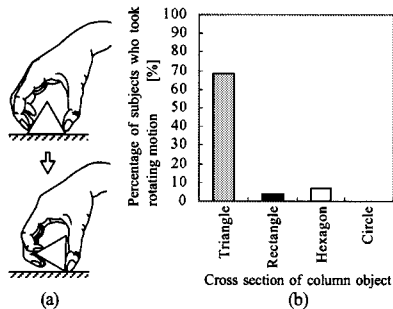 Percentage of subjects who took
rotating motion
[%]
100
90
80
70
60
50
40
30
20
10
0
Triangle
Rectangle
Hexagon
Circle
Cross section of column object
(a)
(b)